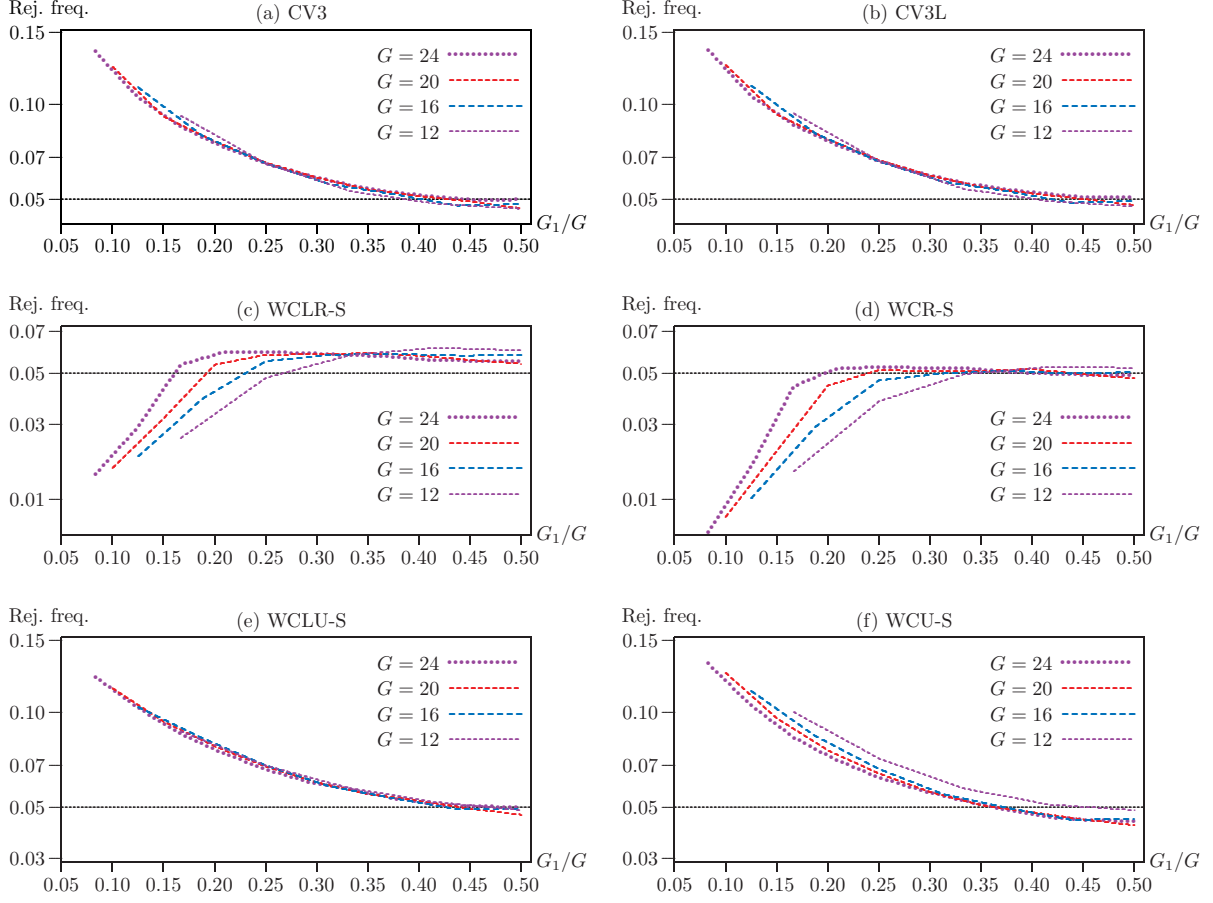 Rej. freq.
(a) CV3
0.15
0.10
0.07
0.05
G = 24
G = 20
G = 16
G = 12
G₁/G
0.05 0.10 0.15 0.20 0.25 0.30 0.35 0.40 0.45 0.50
Rej. freq.
(b) CV3L
0.15
0.10
0.07
0.05
G = 24
G = 20
G = 16
G = 12
G₁/G
0.05 0.10 0.15 0.20 0.25 0.30 0.35 0.40 0.45 0.50
Rej. freq.
(c) WCLR-S
0.07
0.05
0.03
0.01
G = 24
G = 20
G = 16
G = 12
G₁/G
0.05 0.10 0.15 0.20 0.25 0.30 0.35 0.40 0.45 0.50
Rej. freq.
(d) WCR-S
0.07
0.05
0.03
0.01
G = 24
G = 20
G = 16
G = 12
G₁/G
0.05 0.10 0.15 0.20 0.25 0.30 0.35 0.40 0.45 0.50
Rej. freq.
(e) WCLU-S
0.15
0.10
0.07
0.05
0.03
G = 24
G = 20
G = 16
G = 12
G₁/G
0.05 0.10 0.15 0.20 0.25 0.30 0.35 0.40 0.45 0.50
Rej. freq.
(f) WCU-S
0.15
0.10
0.07
0.05
0.03
G = 24
G = 20
G = 16
G = 12
G₁/G
0.05 0.10 0.15 0.20 0.25 0.30 0.35 0.40 0.45 0.50